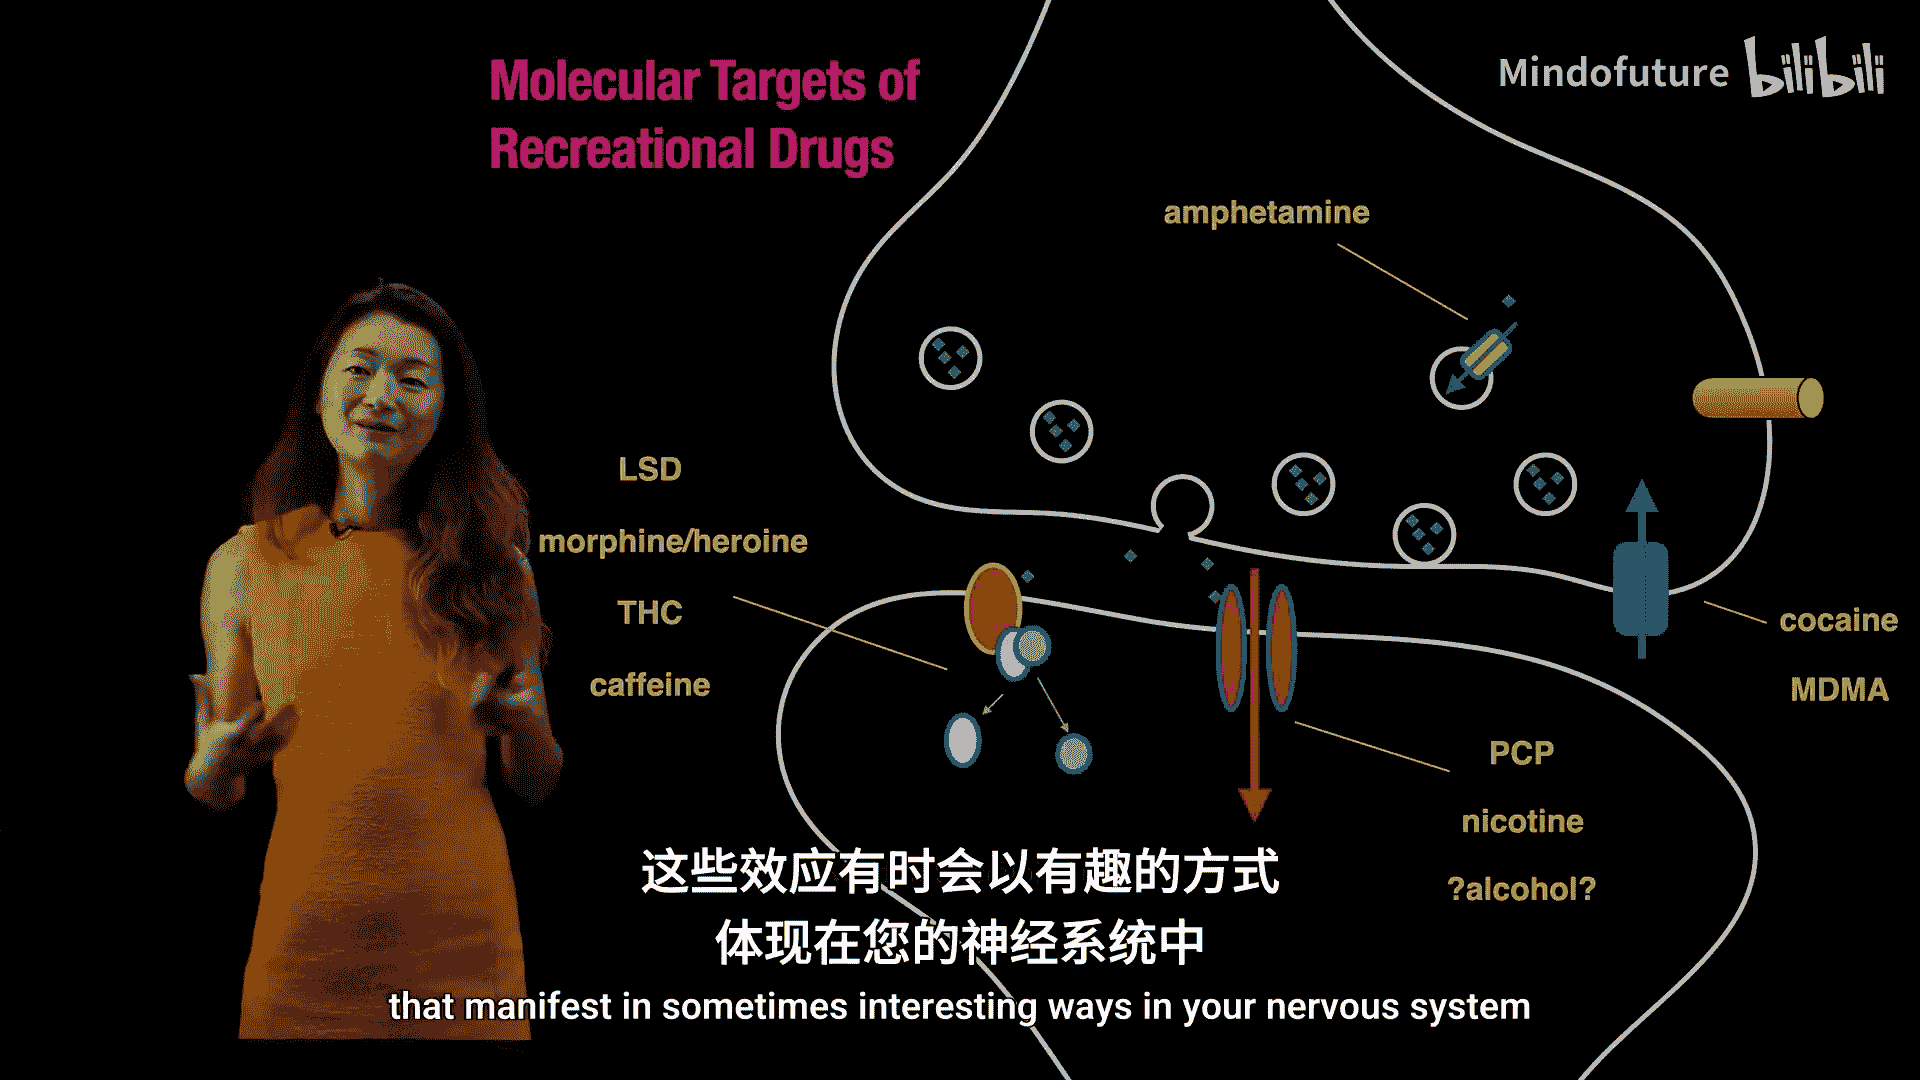 Molecular Targets of
Recreational Drugs
Mindofuture bilibili
amphetamine
LSD
morphine/heroine
THC
caffeine
cocaine
MDMA
PCP
nicotine
?alcohol?
这些效应有时会以有趣的方式
体现在您的神经系统中
that manifest in sometimes interesting ways in your nervous system